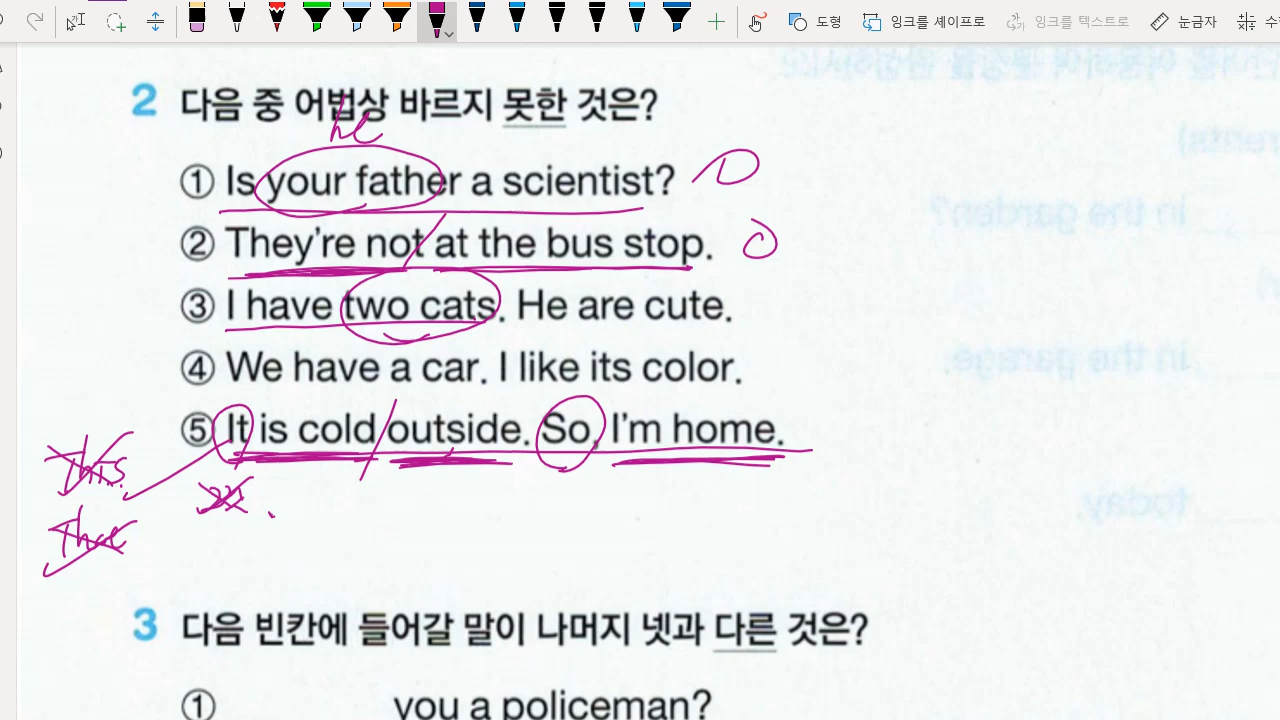 도형 잉크를 셰이프로 잉크를 텍스트로 눈금자 수
2 다음 중 어법상 바르지 못한 것은?
he
① Is your father a scientist?
② They're not at the bus stop.
③ I have two cats. He are cute.
④ We have a car. I like its color.
⑤ It is cold outside. So, I'm home.
This
That
3 다음 빈칸에 들어갈 말이 나머지 넷과 다른 것은?
① you a policeman?
in the garden?
in the garage.
today.